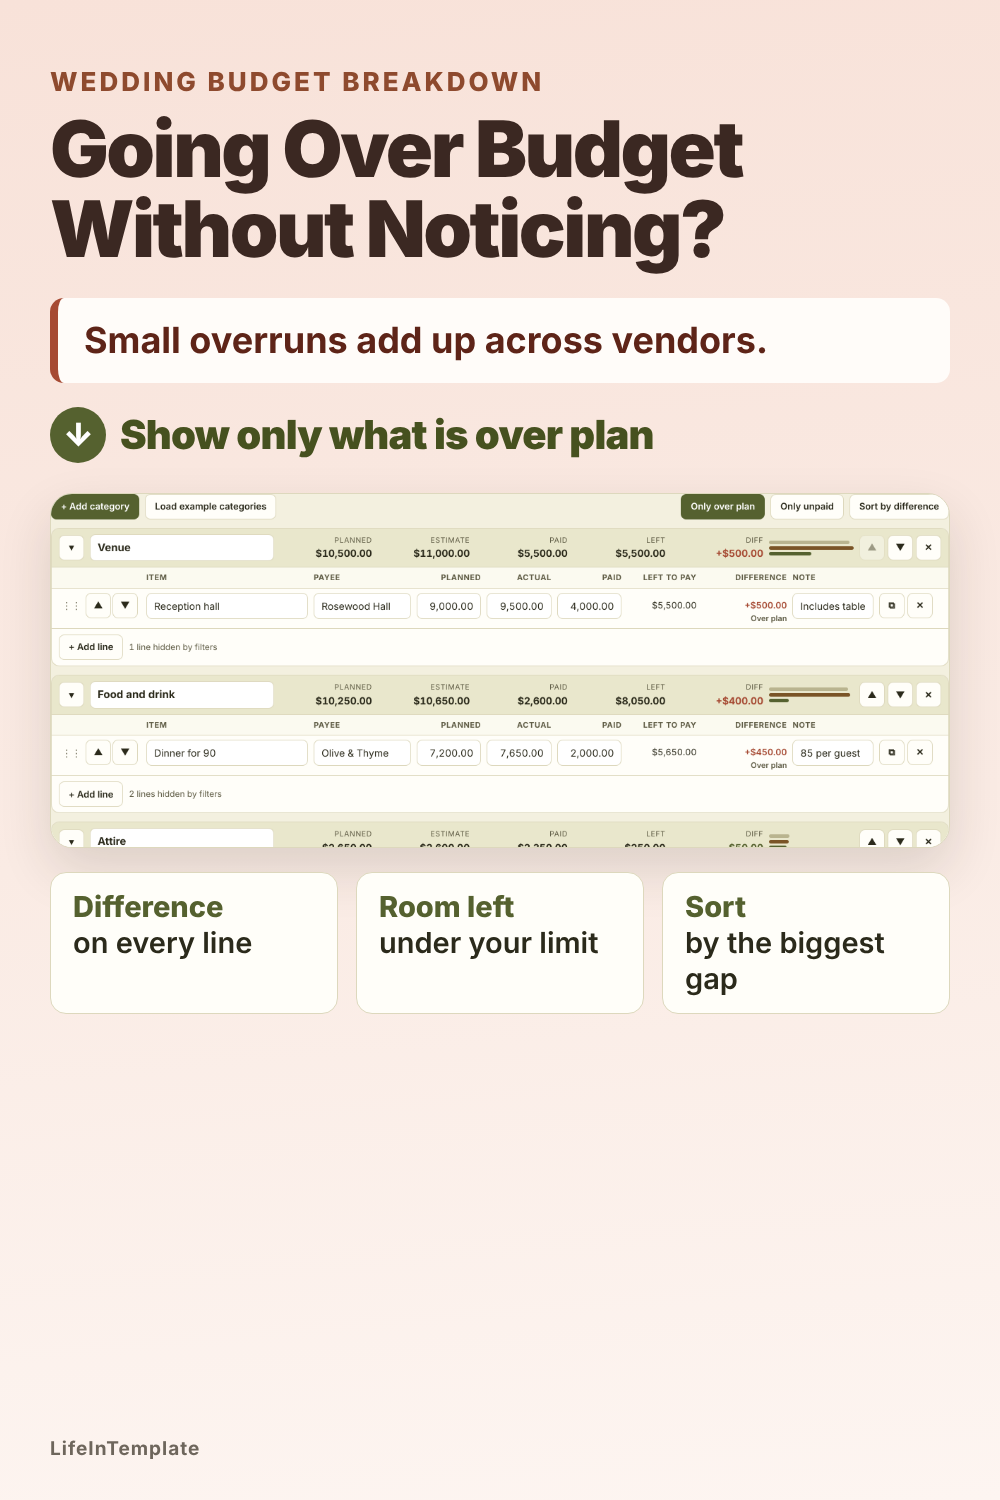 WEDDING BUDGET BREAKDOWN
Going Over Budget
Without Noticing?
Small overruns add up across vendors.
Show only what is over plan
+ Add category Load example categories Only over plan Only unpaid Sort by difference
Venue PLANNED $10,500.00 ESTIMATE $11,000.00 PAID $5,500.00 LEFT $5,500.00 DIFF +$500.00
ITEM PAYEE PLANNED ACTUAL PAID LEFT TO PAY DIFFERENCE NOTE
Reception hall Rosewood Hall 9,000.00 9,500.00 4,000.00 $5,500.00 +$500.00 Over plan Includes table
+ Add line 1 line hidden by filters
Food and drink PLANNED $10,250.00 ESTIMATE $10,650.00 PAID $2,600.00 LEFT $8,050.00 DIFF +$400.00
ITEM PAYEE PLANNED ACTUAL PAID LEFT TO PAY DIFFERENCE NOTE
Dinner for 90 Olive & Thyme 7,200.00 7,650.00 2,000.00 $5,650.00 +$450.00 Over plan 85 per guest
+ Add line 2 lines hidden by filters
Attire PLANNED ESTIMATE PAID LEFT DIFF
Difference
on every line
Room left
under your limit
Sort
by the biggest
gap
LifeInTemplate